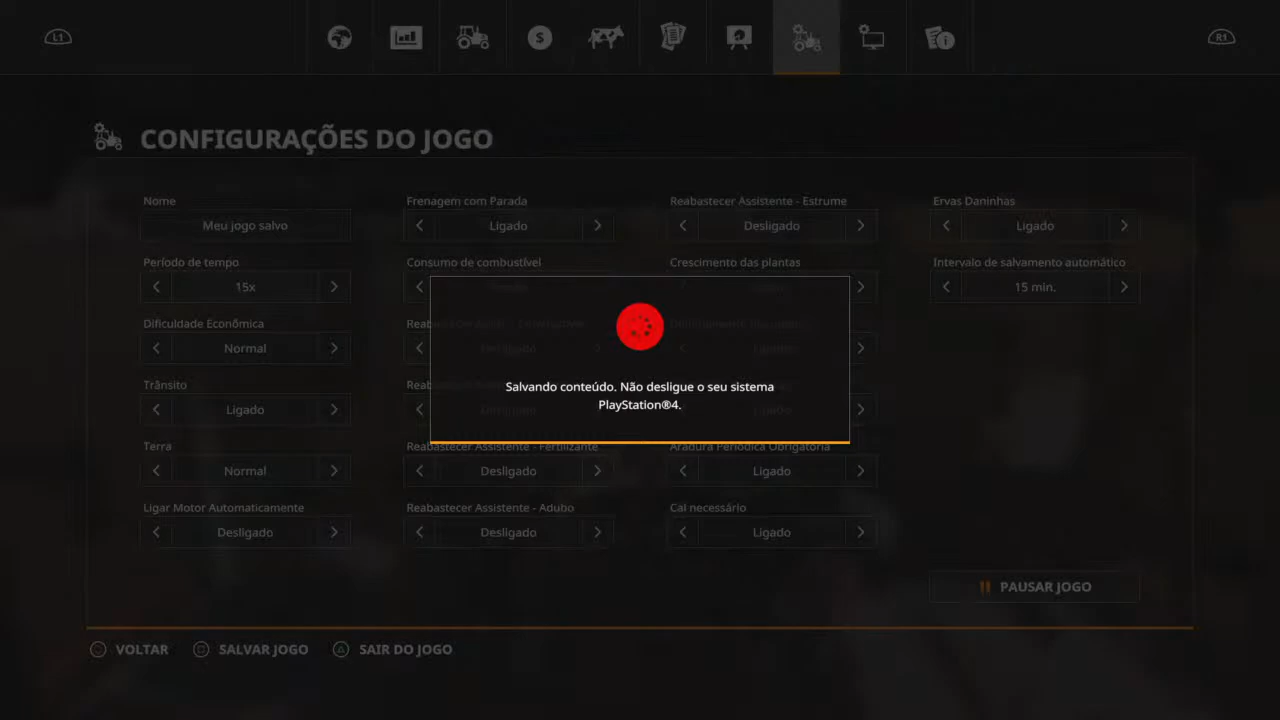 L1
R1
CONFIGURAÇÕES DO JOGO
Nome
Meu jogo salvo
Período de tempo
15x
Dificuldade Econômica
Normal
Trânsito
Ligado
Terra
Normal
Ligar Motor Automaticamente
Desligado
Frenagem com Parada
Ligado
Consumo de combustível
Reabastecer Assistente - Fertilizante
Desligado
Reabastecer Assistente - Adubo
Desligado
Reabastecer Assistente - Estrume
Desligado
Crescimento das plantas
Aradura Periódica Obrigatória
Ligado
Cal necessário
Ligado
Ervas Daninhas
Ligado
Intervalo de salvamento automático
15 min.
Salvando conteúdo. Não desligue o seu sistema
PlayStation®4.
PAUSAR JOGO
VOLTAR
SALVAR JOGO
SAIR DO JOGO